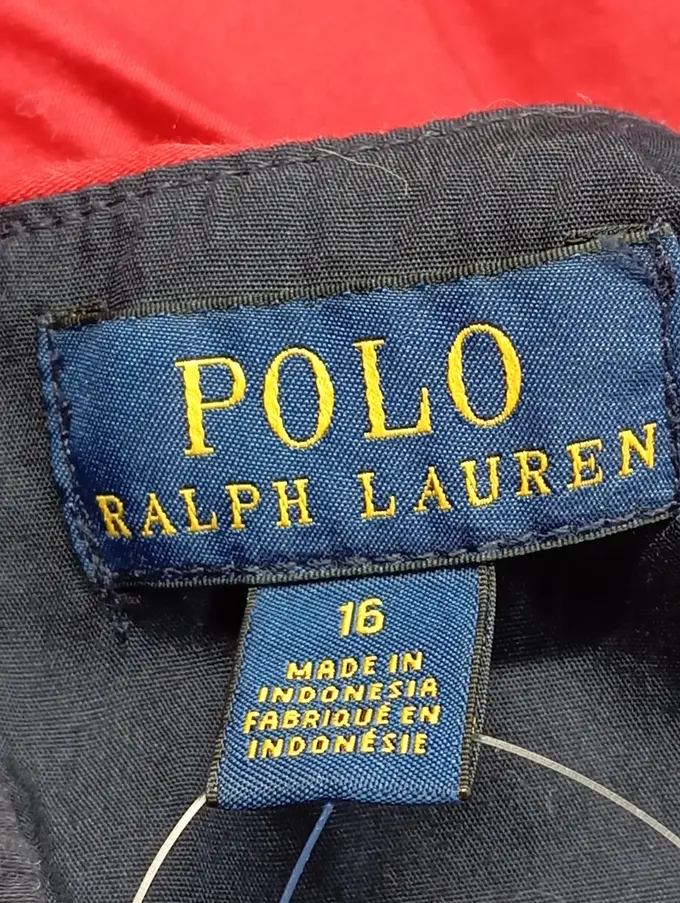 POLO
RALPH LAUREN
16
MADE IN
INDONESIA
FABRIQUÉ EN
INDONÉSIE